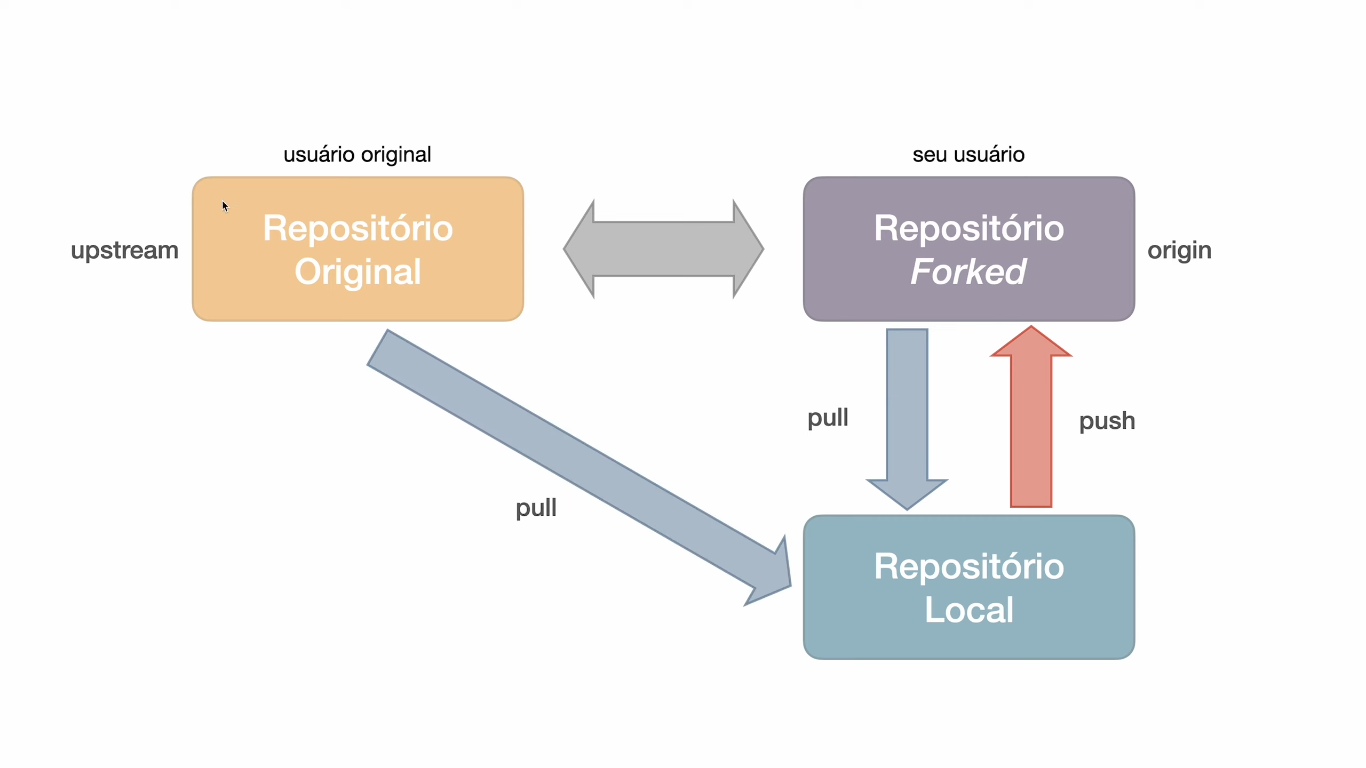 usuário original
seu usuário
upstream
Repositório
Original
Repositório
Forked
origin
pull
push
pull
Repositório
Local